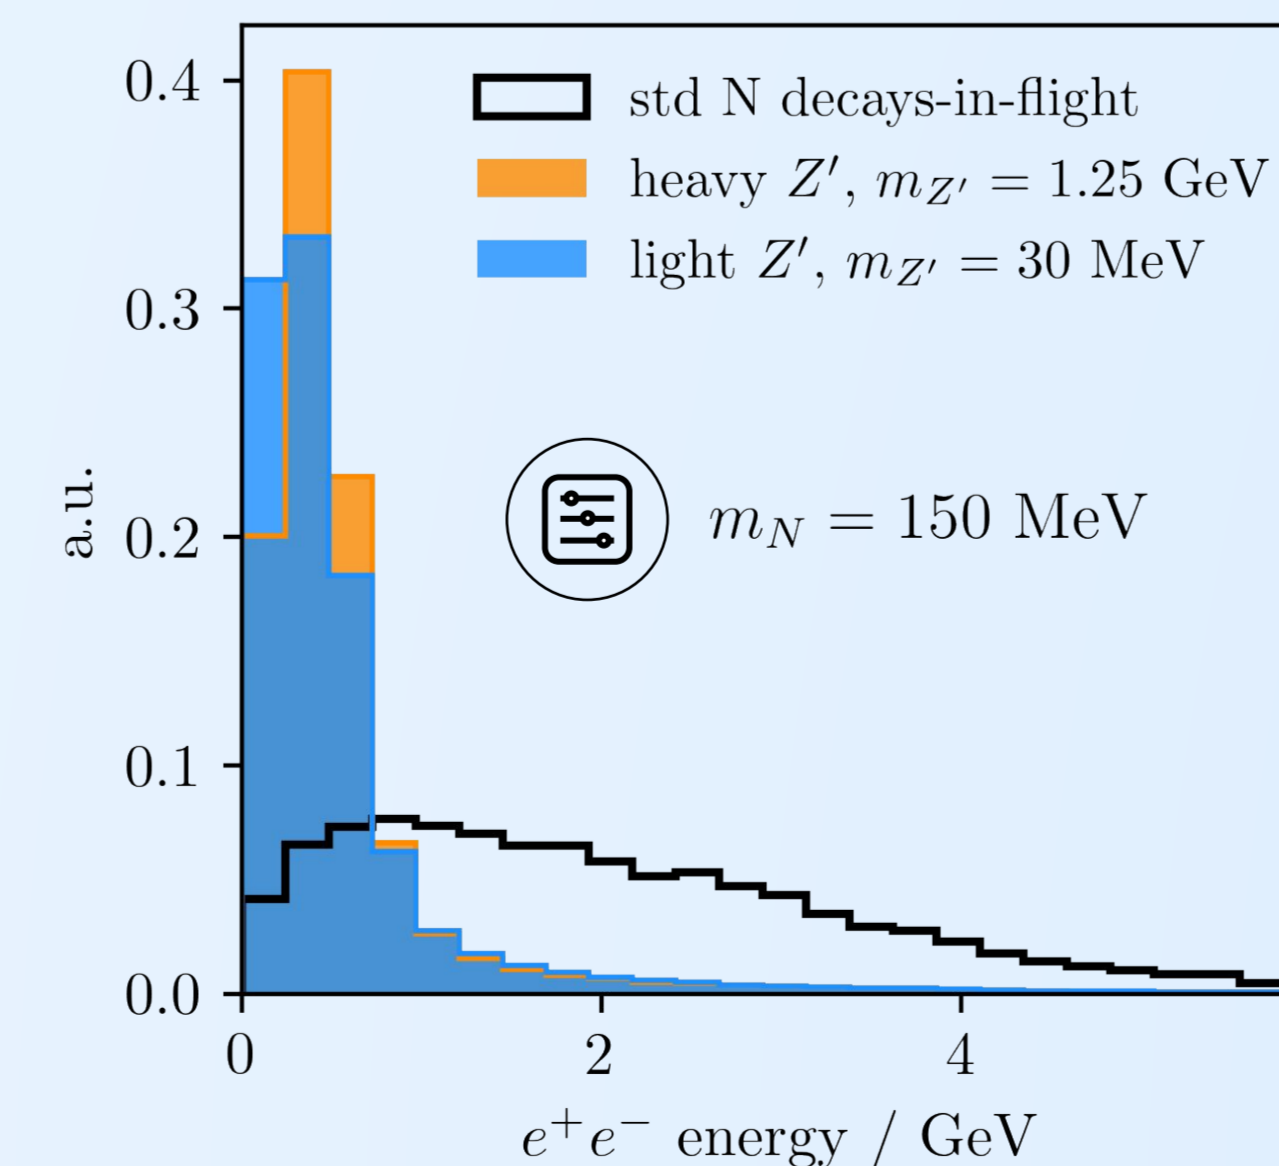 0.4
0.3
0.2
0.1
0.0
a.u.
std N decays-in-flight
heavy Z′, m_{Z′} = 1.25 GeV
light Z′, m_{Z′} = 30 MeV
m_N = 150 MeV
0 2 4
e⁺e⁻ energy / GeV